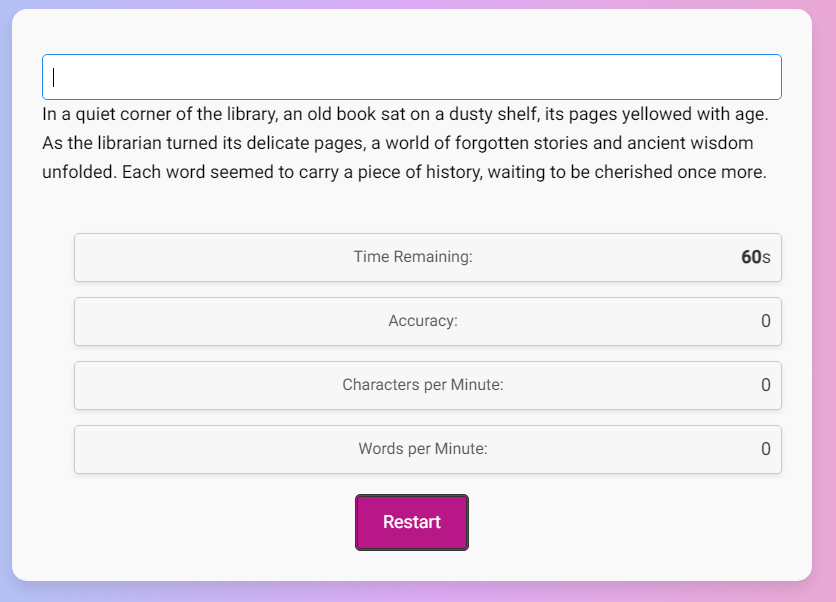 In a quiet corner of the library, an old book sat on a dusty shelf, its pages yellowed with age.
As the librarian turned its delicate pages, a world of forgotten stories and ancient wisdom
unfolded. Each word seemed to carry a piece of history, waiting to be cherished once more.
Time Remaining: 60s
Accuracy: 0
Characters per Minute: 0
Words per Minute: 0
Restart